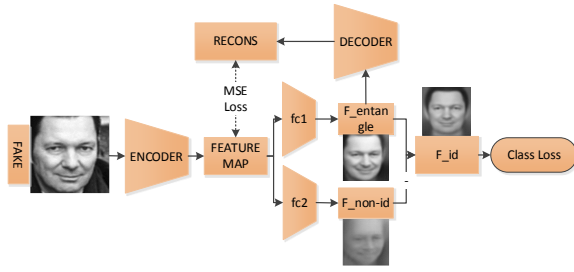 RECONS
DECODER
MSE
Loss
fc1
F_entan
gle
FAKE
ENCODER
FEATURE
MAP
F_id
Class Loss
-
fc2
F_non-id